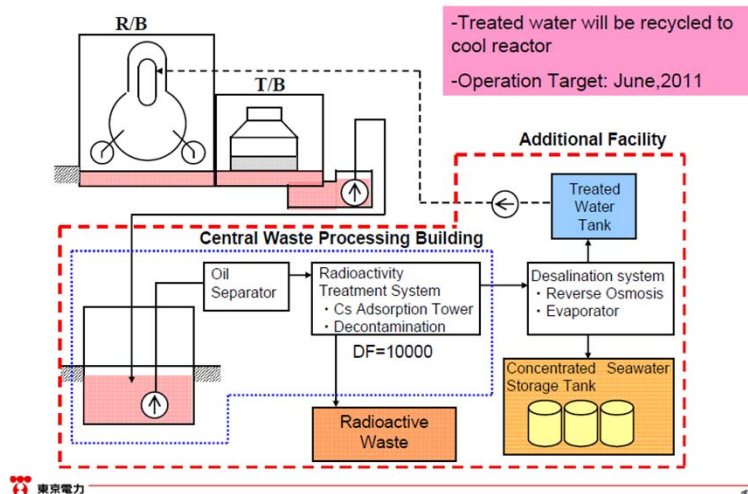 R/B
T/B
-Treated water will be recycled to
cool reactor
-Operation Target: June,2011
Additional Facility
Treated
Water
Tank
Central Waste Processing Building
Oil
Separator
Radioactivity
Treatment System
・Cs Adsorption Tower
・Decontamination
DF=10000
Desalination system
・Reverse Osmosis
・Evaporator
Concentrated Seawater
Storage Tank
Radioactive
Waste
東京電力